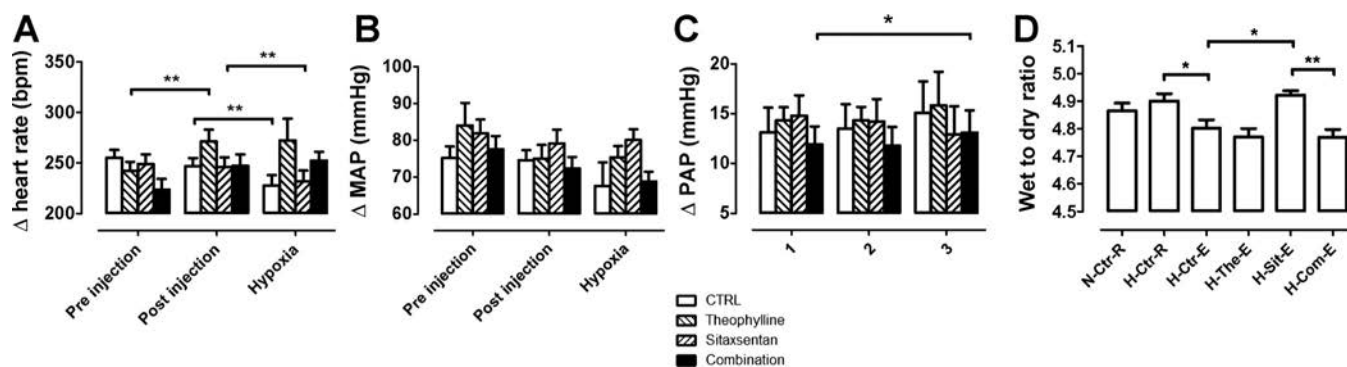 A
Δ heart rate (bpm)
350
300
250
200
**
**
**
Pre injection
Post injection
Hypoxia
B
Δ MAP (mmHg)
100
90
80
70
60
Pre injection
Post injection
Hypoxia
C
Δ PAP (mmHg)
20
15
10
5
*
1
2
3
CTRL
Theophylline
Sitaxsentan
Combination
D
Wet to dry ratio
5.1
5.0
4.9
4.8
4.7
4.6
4.5
*
*
**
N-Ctr-R
H-Ctr-R
H-Ctr-E
H-The-E
H-Sit-E
H-Com-E